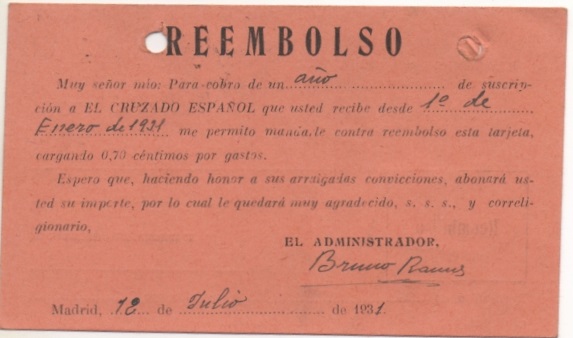 REEMBOLSO
Muy señor mio: Para cobro de un año de suscrip-
ción a EL CRUZADO ESPAÑOL que usted recibe desde 1º de
Enero de 1931 me permito mandarle contra reembolso esta tarjeta,
cargando 0,70 céntimos por gastos.
Espero que, haciendo honor a sus arraigadas convicciones, abonará us-
ted su importe, por lo cual le quedará muy agradecido, s. s. s., y correli-
gionario,
EL ADMINISTRADOR,
Bruno Ramos
Madrid, 12 de Julio de 1931.